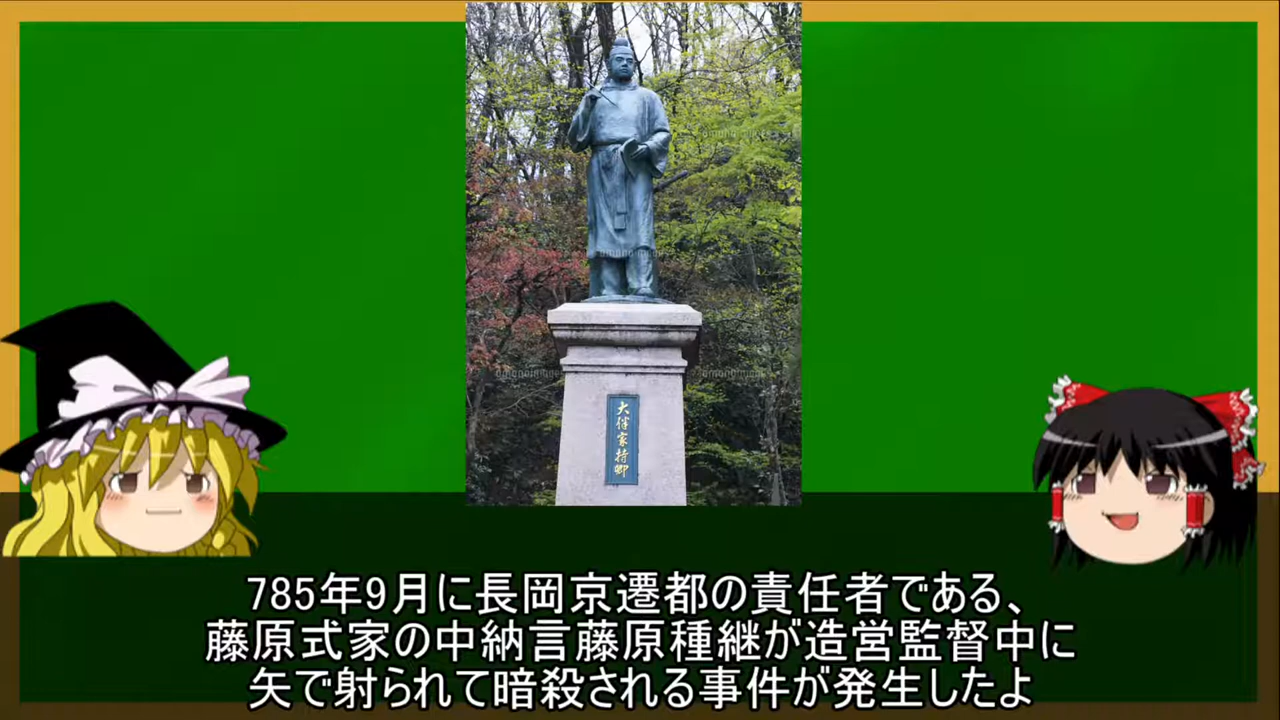 大伴家持卿
785年9月に長岡京遷都の責任者である、
藤原式家の中納言藤原種継が造営監督中に
矢で射られて暗殺される事件が発生したよ